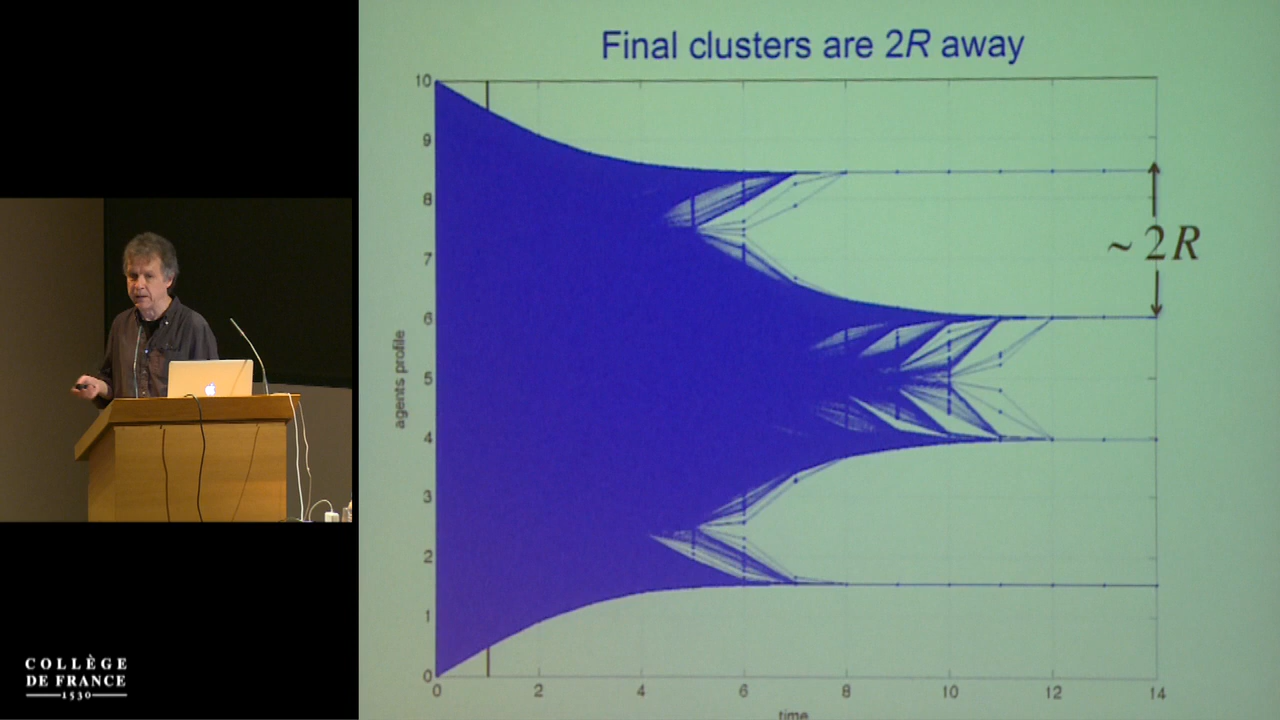 Final clusters are 2R away
10
9
8
7
6
5
4
3
2
1
0
agents profile
0 2 4 6 8 10 12 14
time
~ 2R
COLLÈGE
DE FRANCE
1530